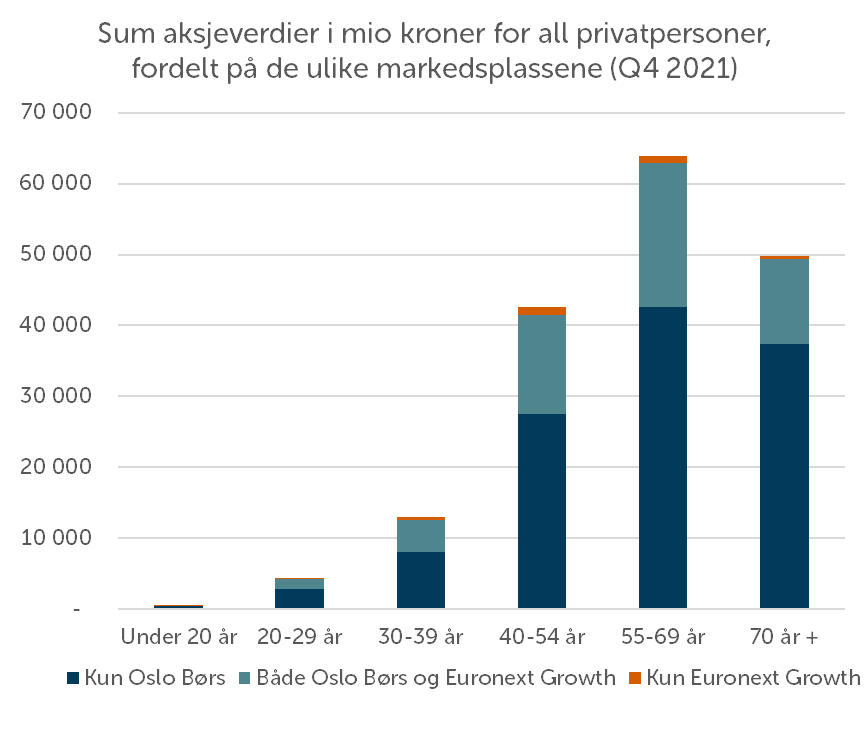 Sum aksjeverdier i mio kroner for all privatpersoner,
fordelt på de ulike markedsplassene (Q4 2021)
70 000
60 000
50 000
40 000
30 000
20 000
10 000
-
Under 20 år 20-29 år 30-39 år 40-54 år 55-69 år 70 år +
Kun Oslo Børs Både Oslo Børs og Euronext Growth Kun Euronext Growth